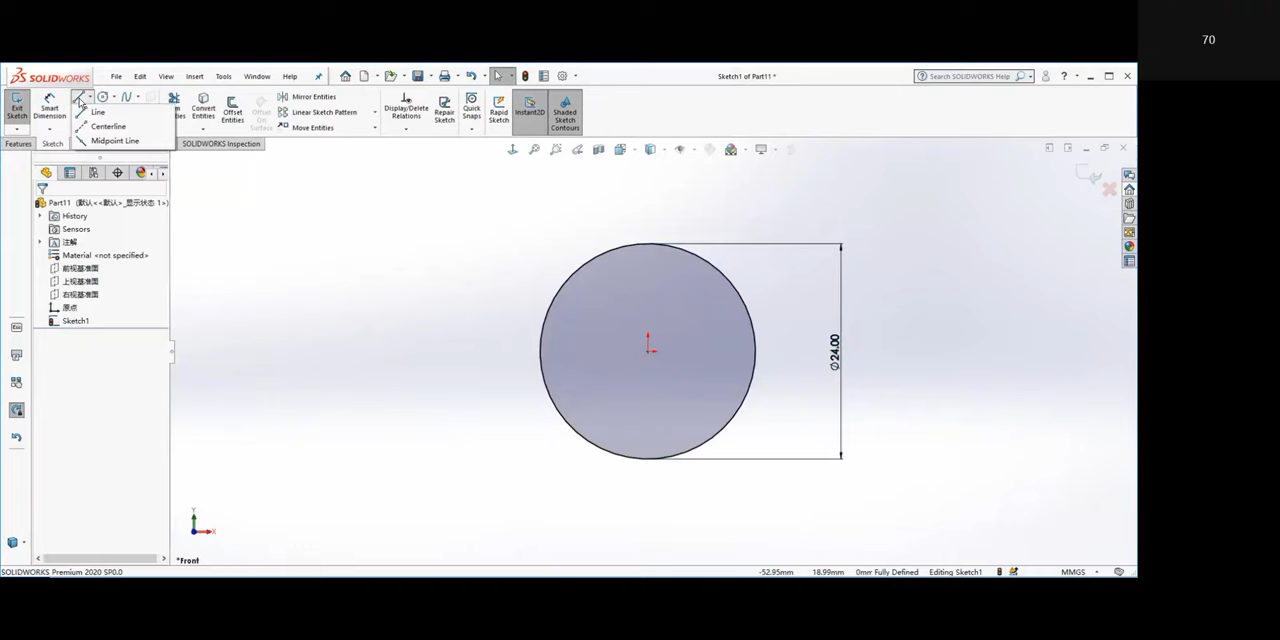 70
SOLIDWORKS File Edit View Insert Tools Window Help Sketch1 of Part11 * Search SOLIDWORKS Help ?
Exit Sketch Smart Dimension Convert Entities Offset Entities Offset On Surface Mirror Entities Linear Sketch Pattern Move Entities Display/Delete Relations Repair Sketch Quick Snaps Rapid Sketch Instant2D Shaded Sketch Contours
Line
Centerline
Midpoint Line
Features Sketch SOLIDWORKS Inspection
Part11 (默认<<默认>_显示状态 1>)
History
Sensors
注解
Material <not specified>
前视基准面
上视基准面
右视基准面
原点
Sketch1
∅24.00
Y
X
*Front
SOLIDWORKS Premium 2020 SP0.0 -52.95mm 18.99mm 0mr Fully Defined Editing Sketch1 MMGS